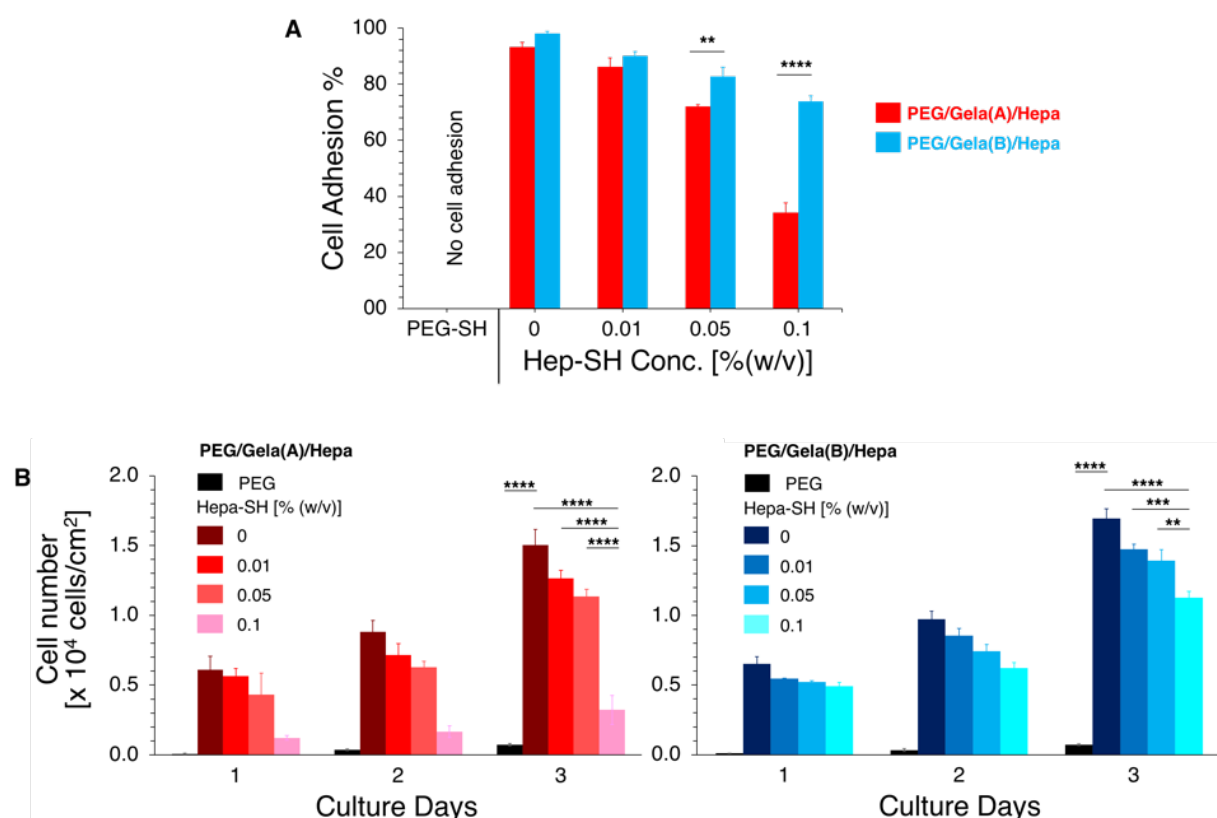 A
Cell Adhesion %
100
80
60
40
20
00
No cell adhesion
**
****
PEG/Gela(A)/Hepa
PEG/Gela(B)/Hepa
PEG-SH
0
0.01
0.05
0.1
Hep-SH Conc. [%(w/v)]
B
PEG/Gela(A)/Hepa
PEG
Hepa-SH [% (w/v)]
0
0.01
0.05
0.1
Cell number
[x 10⁴ cells/cm²]
2.0
1.5
1.0
0.5
0.0
****
****
****
****
1
2
3
Culture Days
PEG/Gela(B)/Hepa
PEG
Hepa-SH [% (w/v)]
0
0.01
0.05
0.1
2.0
1.5
1.0
0.5
0.0
****
****
***
**
1
2
3
Culture Days